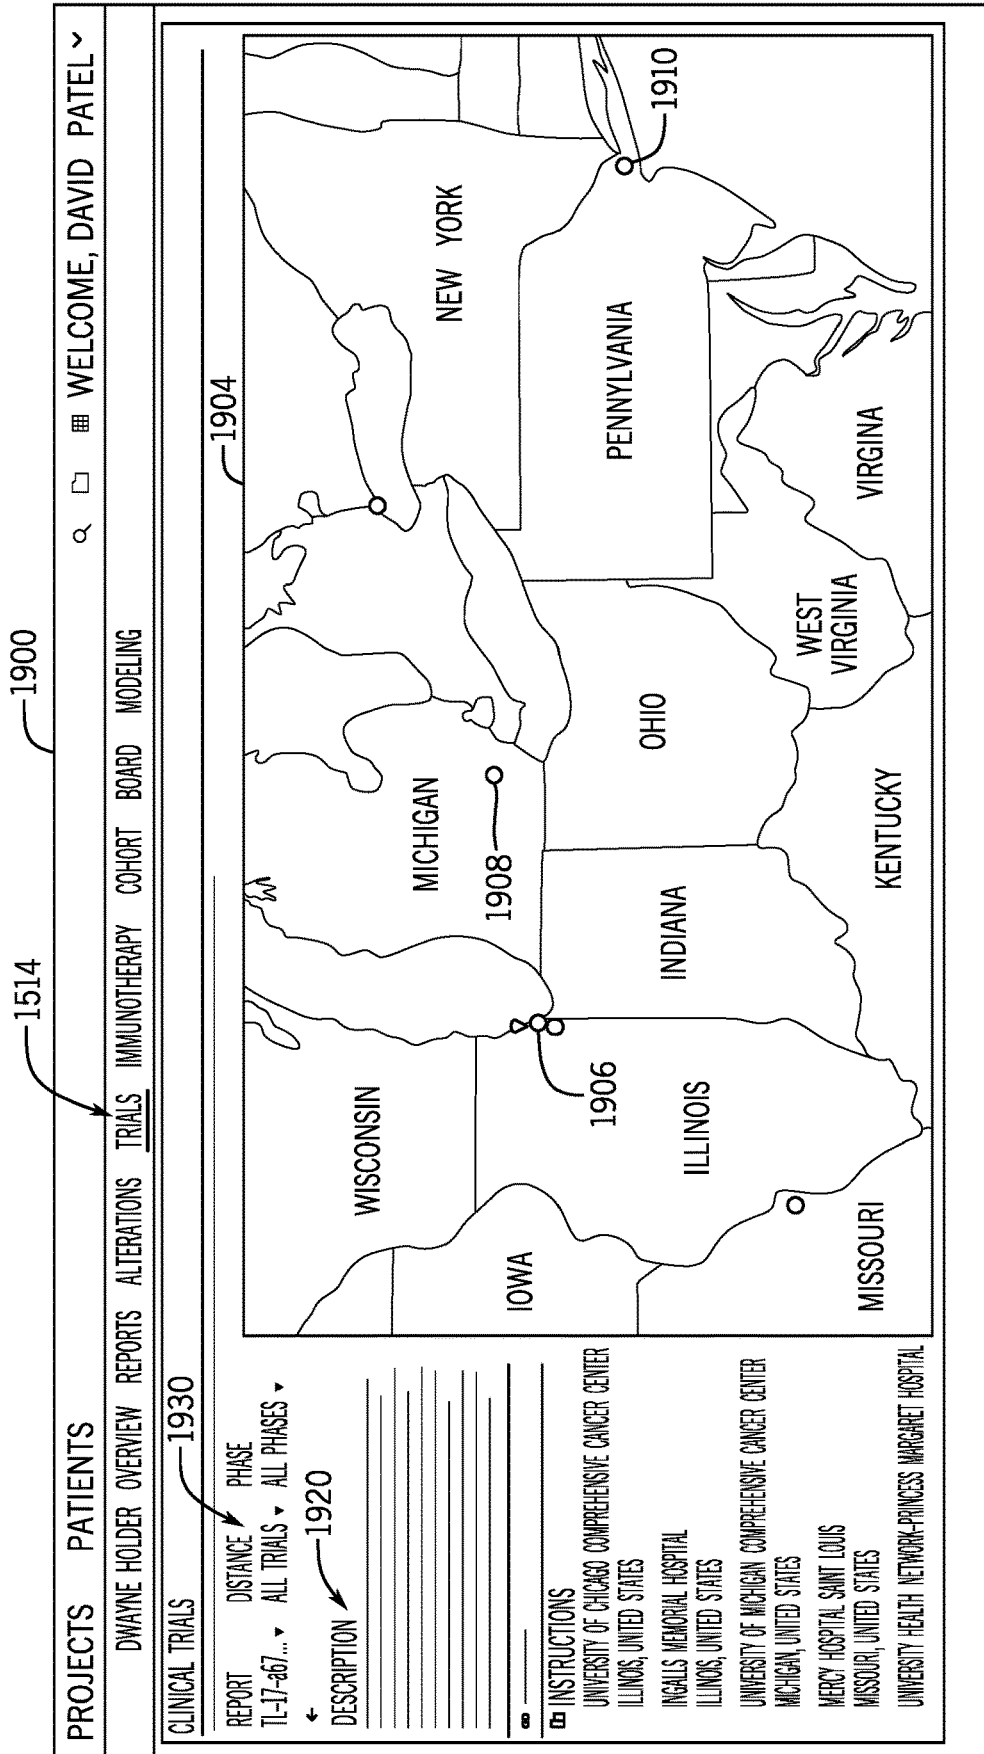 1900
1514
PROJECTS PATIENTS WELCOME, DAVID PATEL
DWAYNE HOLDER OVERVIEW REPORTS ALTERATIONS TRIALS IMMUNOTHERAPY COHORT BOARD MODELING
CLINICAL TRIALS
1930
1904
REPORT DISTANCE PHASE
TL-17-a67... ALL TRIALS ALL PHASES
1920
DESCRIPTION
INSTRUCTIONS
UNIVERSITY OF CHICAGO COMPREHENSIVE CANCER CENTER
ILLINOIS, UNITED STATES
INGALLS MEMORIAL HOSPITAL
ILLINOIS, UNITED STATES
UNIVERSITY OF MICHIGAN COMPREHENSIVE CANCER CENTER
MICHIGAN, UNITED STATES
MERCY HOSPITAL SAINT LOUIS
MISSOURI, UNITED STATES
UNIVERSITY HEALTH NETWORK-PRINCESS MARGARET HOSPITAL
WISCONSIN
MICHIGAN
NEW YORK
1908
1910
IOWA
1906
PENNSYLVANIA
ILLINOIS
INDIANA
OHIO
WEST
VIRGINIA
MISSOURI
KENTUCKY
VIRGINA